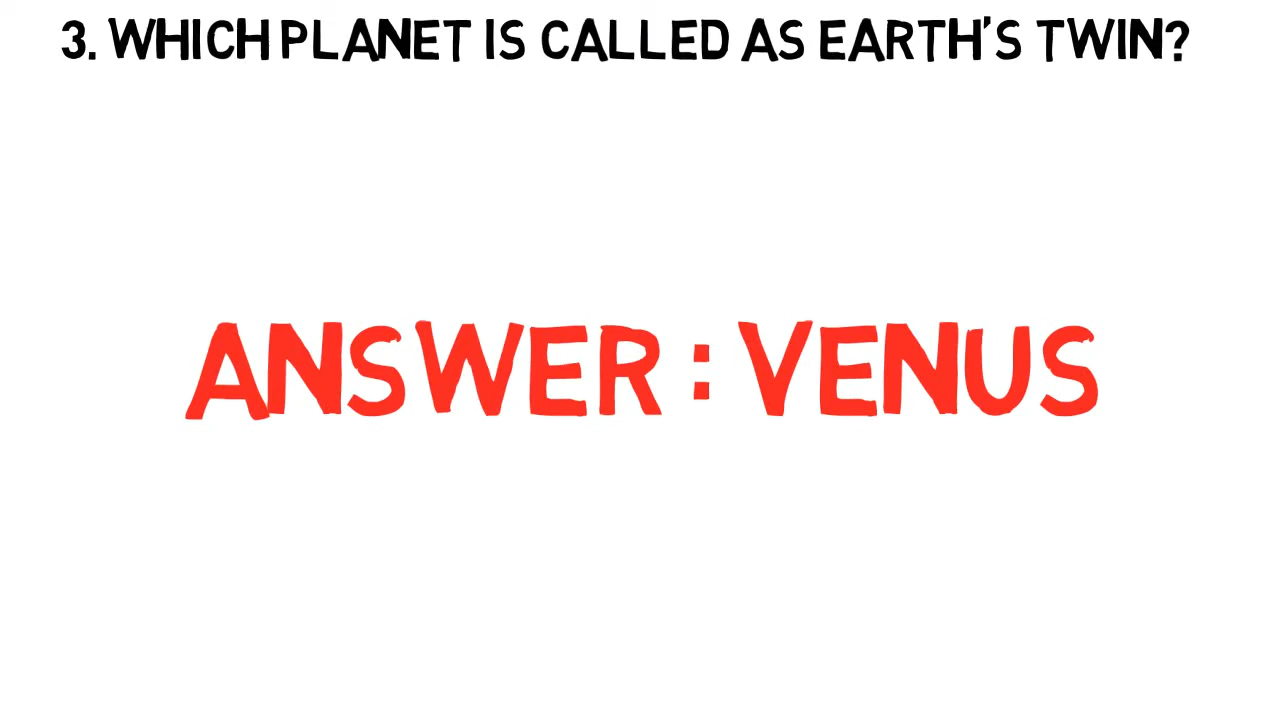 3. WHICH PLANET IS CALLED AS EARTH'S TWIN?
ANSWER : VENUS